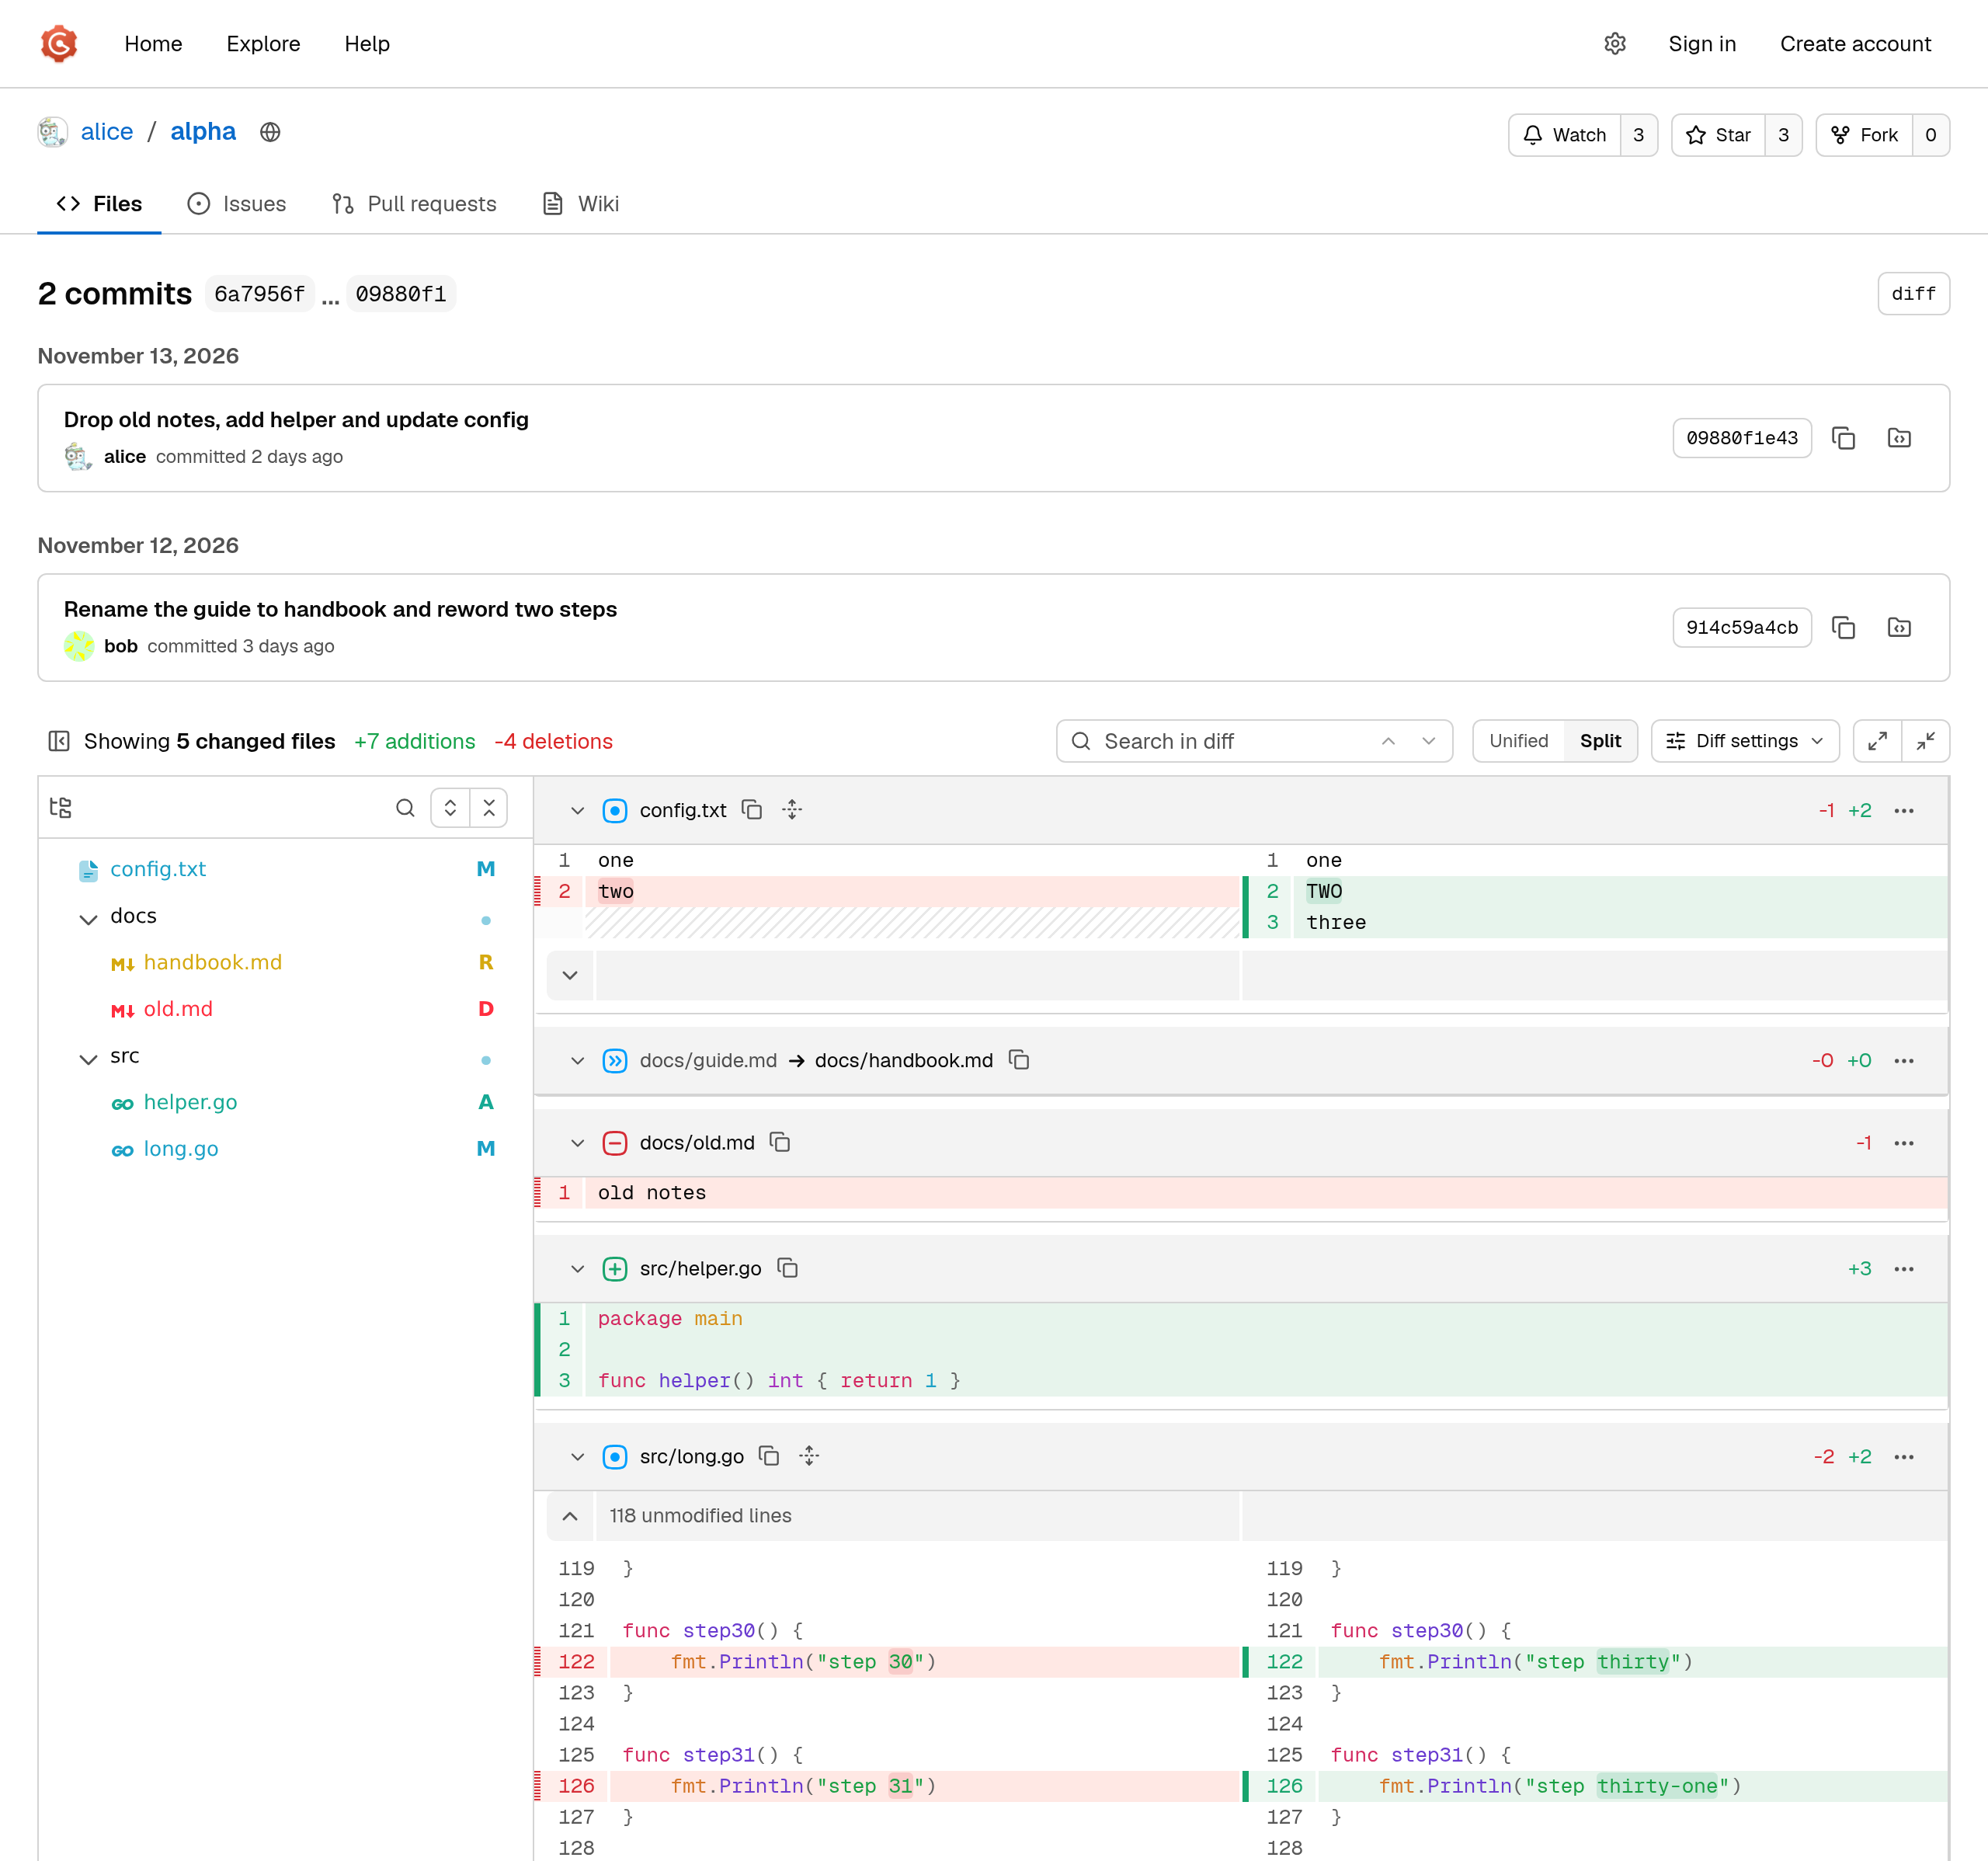 Home Explore Help Sign in Create account
alice / alpha Watch 3 Star 3 Fork 0
Files Issues Pull requests Wiki
2 commits 6a7956f ... 09880f1 diff
November 13, 2026
Drop old notes, add helper and update config
alice committed 2 days ago 09880f1e43
November 12, 2026
Rename the guide to handbook and reword two steps
bob committed 3 days ago 914c59a4cb
Showing 5 changed files +7 additions -4 deletions Search in diff Unified Split Diff settings
config.txt M
docs
handbook.md R
old.md D
src
helper.go A
long.go M
config.txt -1 +2
1 one 1 one
2 two 2 TWO
3 three
docs/guide.md → docs/handbook.md -0 +0
docs/old.md -1
1 old notes
src/helper.go +3
1 package main
2
3 func helper() int { return 1 }
src/long.go -2 +2
118 unmodified lines
119 } 119 }
120 120
121 func step30() { 121 func step30() {
122 fmt.Println("step 30") 122 fmt.Println("step thirty")
123 } 123 }
124 124
125 func step31() { 125 func step31() {
126 fmt.Println("step 31") 126 fmt.Println("step thirty-one")
127 } 127 }
128 128